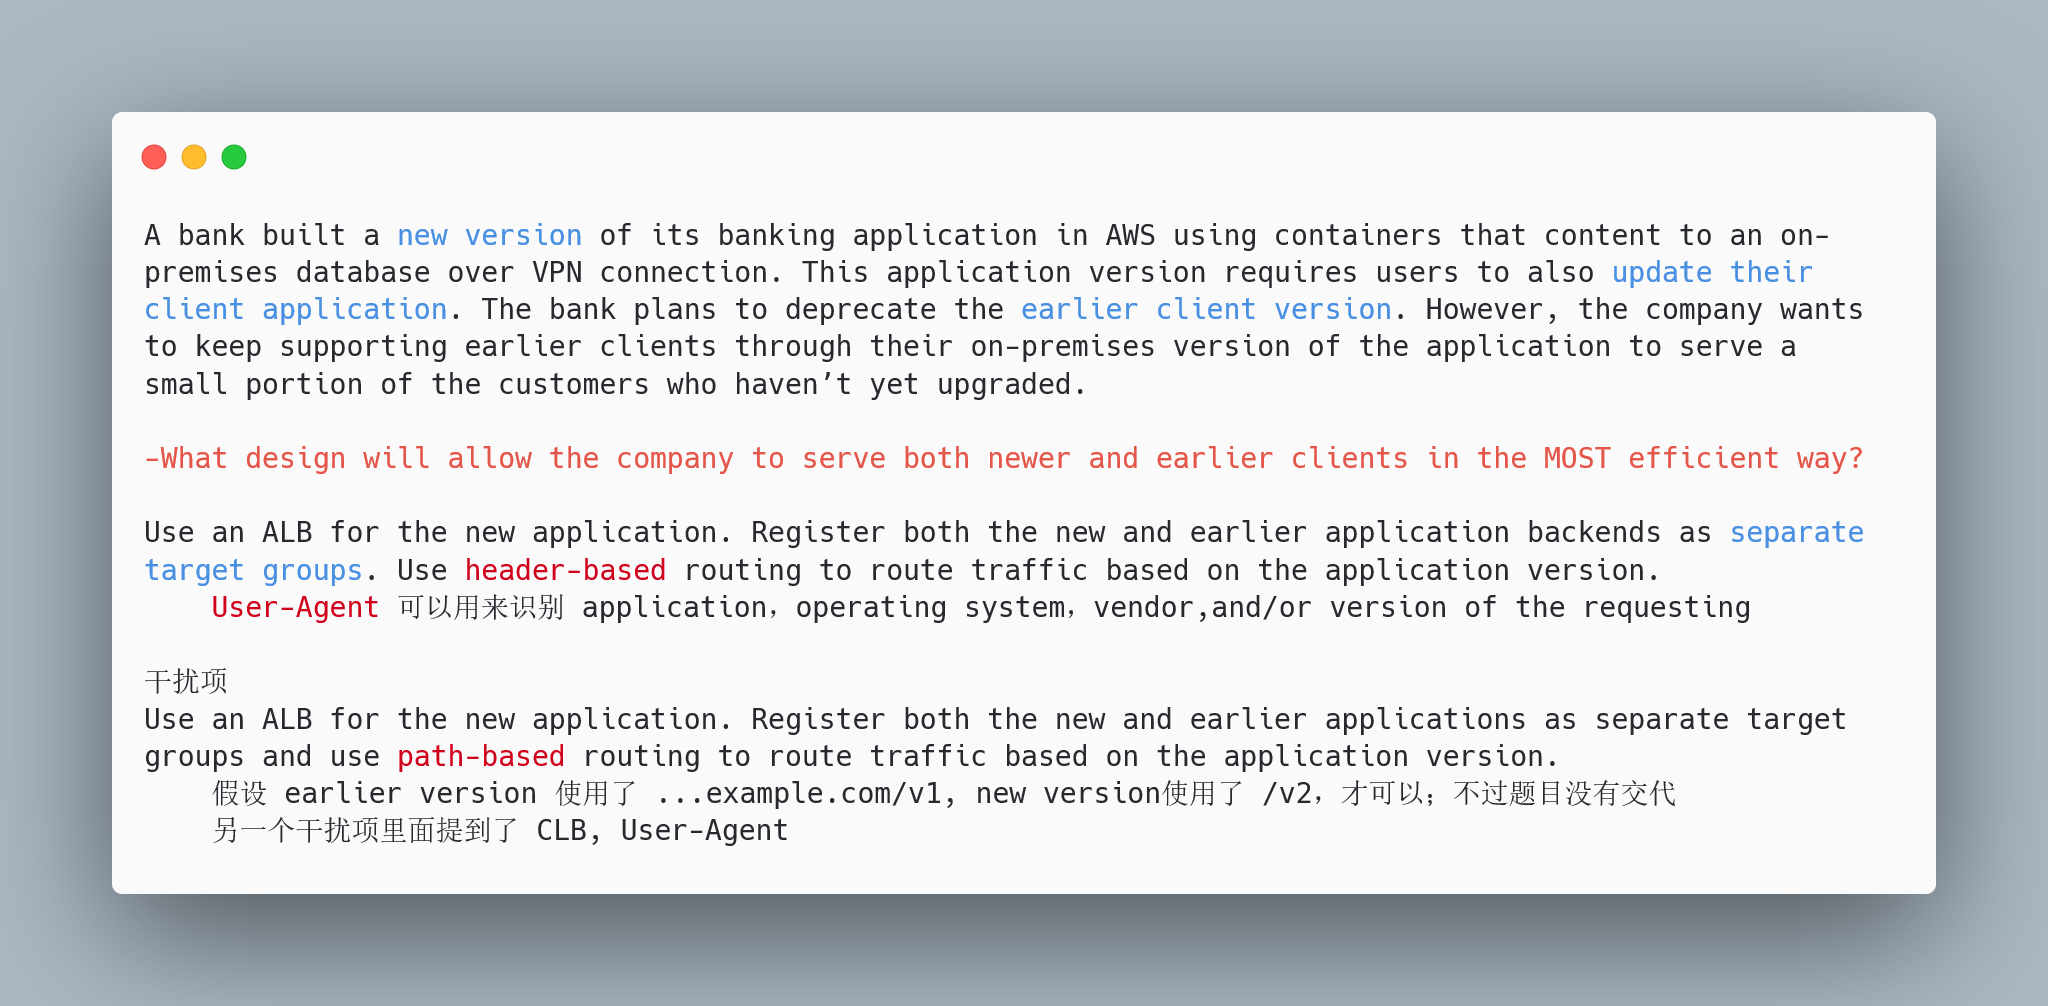 A bank built a new version of its banking application in AWS using containers that content to an on-
premises database over VPN connection. This application version requires users to also update their
client application. The bank plans to deprecate the earlier client version. However, the company wants
to keep supporting earlier clients through their on-premises version of the application to serve a
small portion of the customers who haven’t yet upgraded.
-What design will allow the company to serve both newer and earlier clients in the MOST efficient way?
Use an ALB for the new application. Register both the new and earlier application backends as separate
target groups. Use header-based routing to route traffic based on the application version.
User-Agent 可以用来识别 application，operating system，vendor,and/or version of the requesting
干扰项
Use an ALB for the new application. Register both the new and earlier applications as separate target
groups and use path-based routing to route traffic based on the application version.
假设 earlier version 使用了 ...example.com/v1, new version使用了 /v2，才可以；不过题目没有交代
另一个干扰项里面提到了 CLB, User-Agent